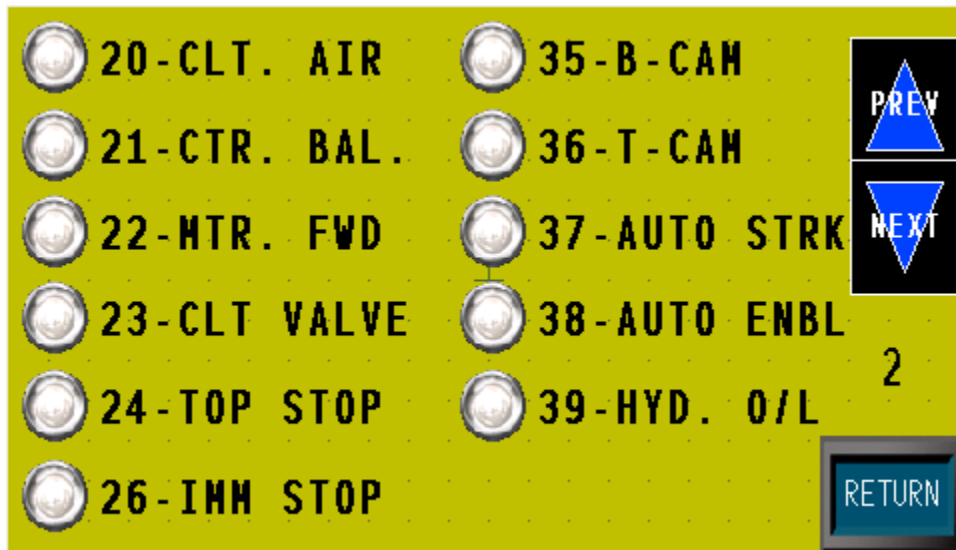 20-CLT. AIR
21-CTR. BAL.
22-MTR. FWD
23-CLT VALVE
24-TOP STOP
26-IMM STOP
35-B-CAM
36-T-CAM
37-AUTO STRK
38-AUTO ENBL
39-HYD. O/L
PREV
NEXT
2
RETURN